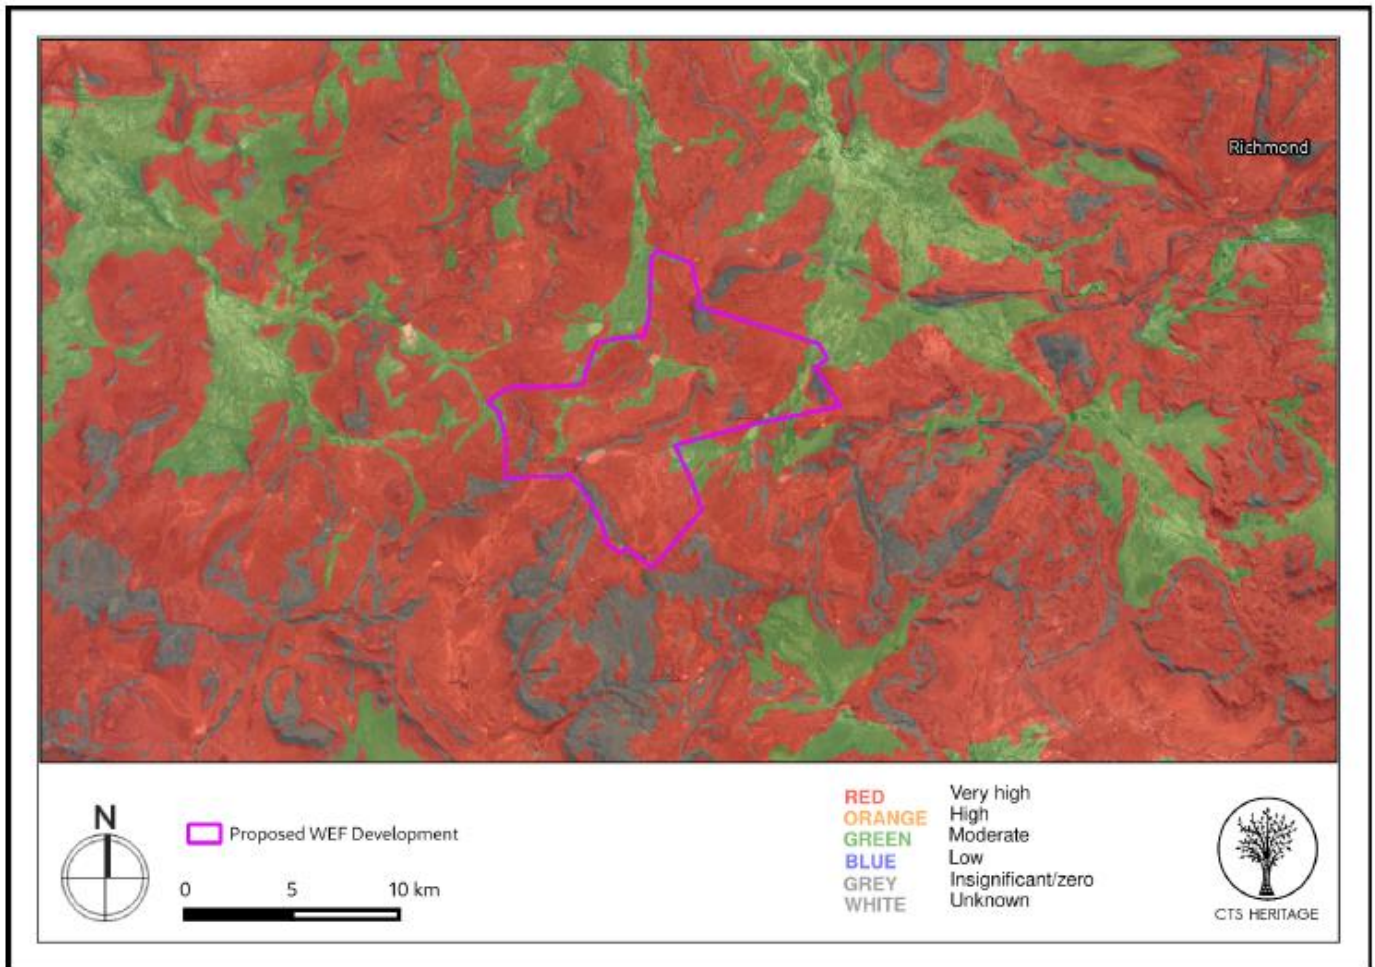 Richmond
N
Proposed WEF Development
0 5 10 km
RED Very high
ORANGE High
GREEN Moderate
BLUE Low
GREY Insignificant/zero
WHITE Unknown
CTS HERITAGE